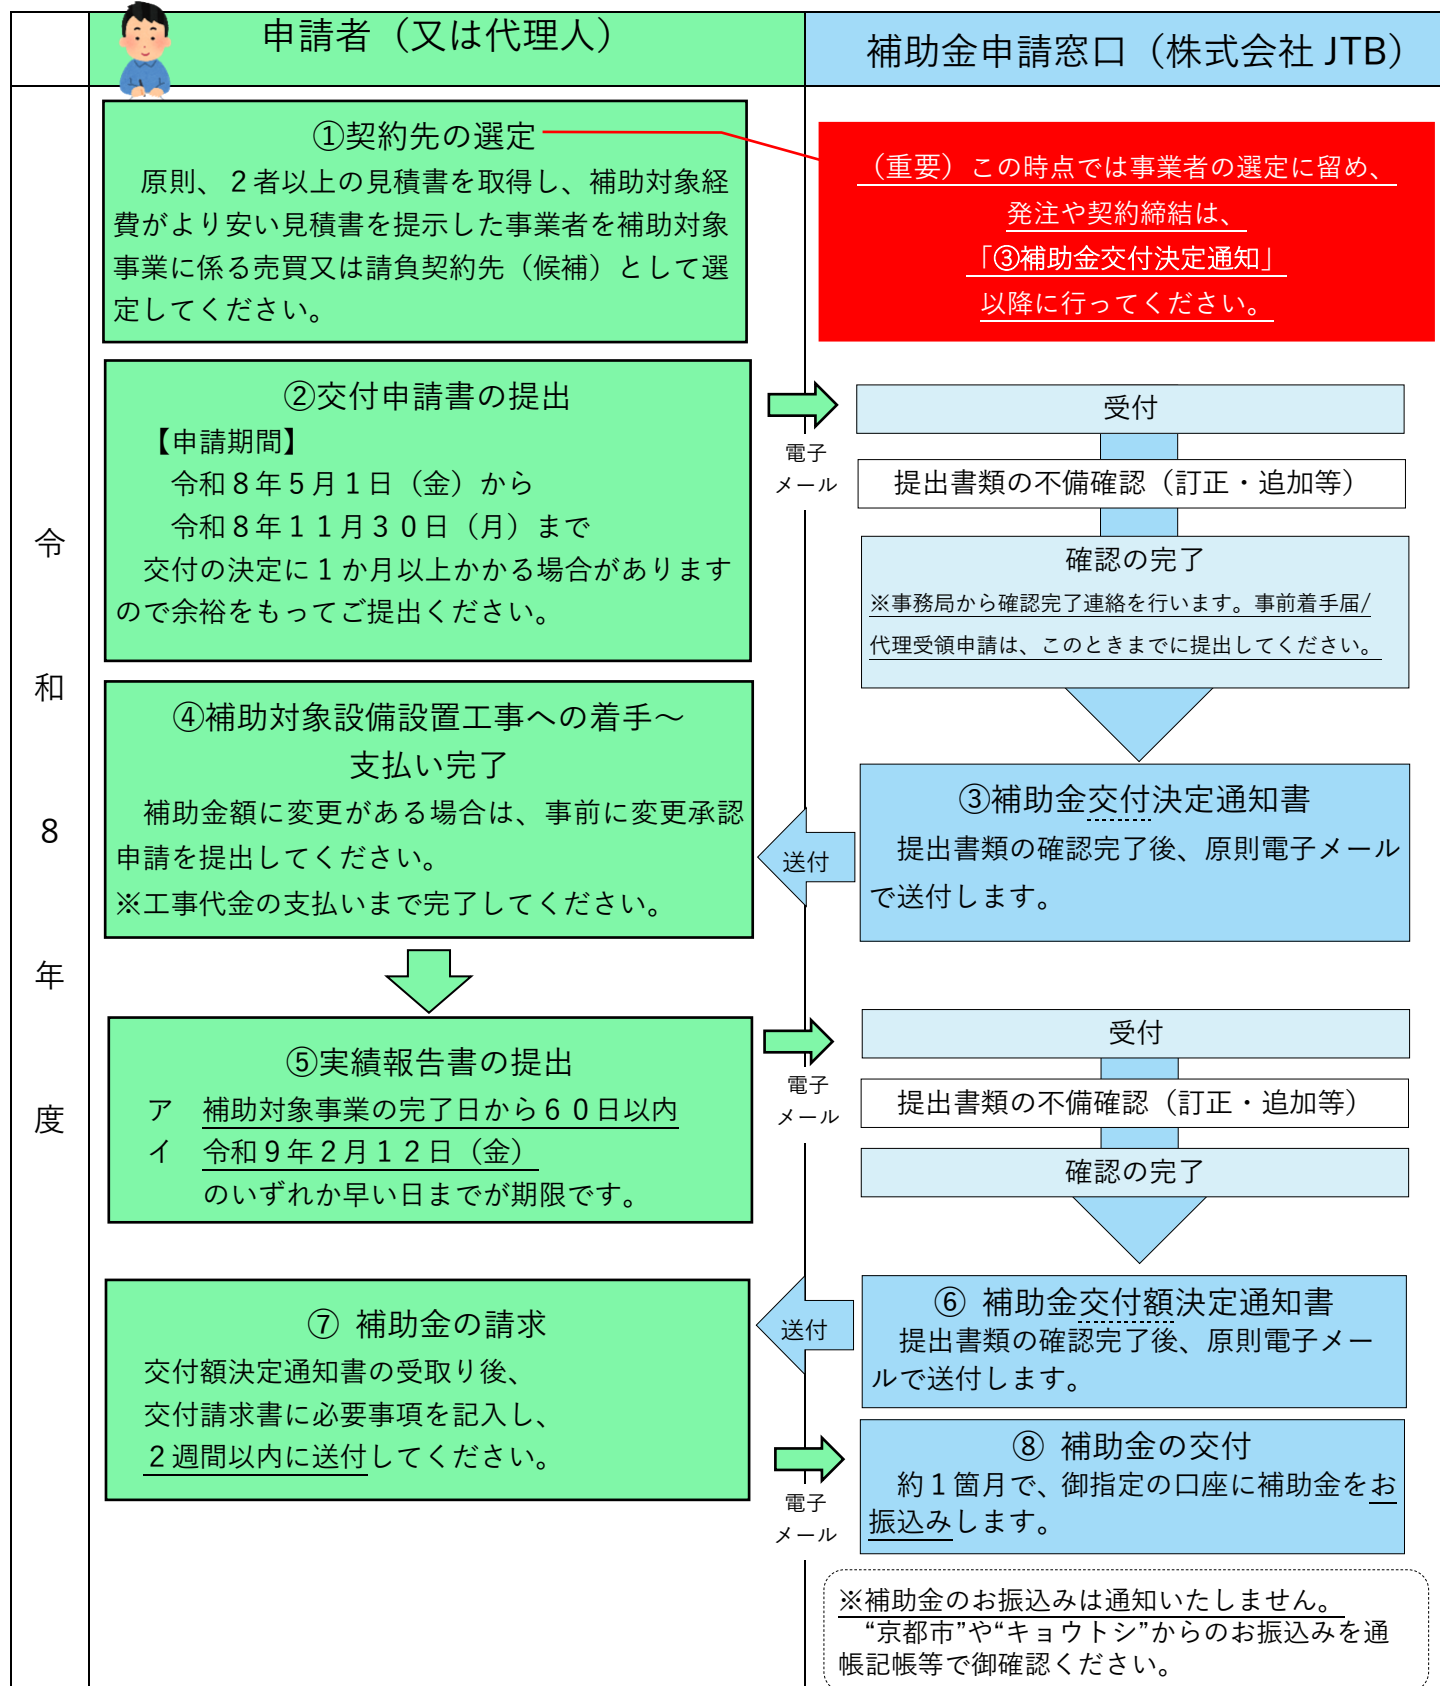 申請者（又は代理人）
補助金申請窓口（株式会社 JTB）
令和８年度
①契約先の選定
原則、２者以上の見積書を取得し、補助対象経
費がより安い見積書を提示した事業者を補助対象
事業に係る売買又は請負契約先（候補）として選
定してください。
（重要）この時点では事業者の選定に留め、
発注や契約締結は、
「③補助金交付決定通知」
以降に行ってください。
②交付申請書の提出
【申請期間】
令和８年５月１日（金）から
令和８年１１月３０日（月）まで
交付の決定に１か月以上かかる場合があります
ので余裕をもってご提出ください。
電子
メール
受付
提出書類の不備確認（訂正・追加等）
確認の完了
※事務局から確認完了連絡を行います。事前着手届/
代理受領申請は、このときまでに提出してください。
③補助金交付決定通知書
提出書類の確認完了後、原則電子メール
で送付します。
送付
④補助対象設備設置工事への着手～
支払い完了
補助金額に変更がある場合は、事前に変更承認
申請を提出してください。
※工事代金の支払いまで完了してください。
⑤実績報告書の提出
ア　補助対象事業の完了日から６０日以内
イ　令和９年２月１２日（金）
のいずれか早い日までが期限です。
電子
メール
受付
提出書類の不備確認（訂正・追加等）
確認の完了
⑥ 補助金交付額決定通知書
提出書類の確認完了後、原則電子メー
ルで送付します。
送付
⑦ 補助金の請求
交付額決定通知書の受取り後、
交付請求書に必要事項を記入し、
２週間以内に送付してください。
電子
メール
⑧ 補助金の交付
約１箇月で、御指定の口座に補助金をお
振込みします。
※補助金のお振込みは通知いたしません。
“京都市”や“キョウトシ”からのお振込みを通
帳記帳等で御確認ください。